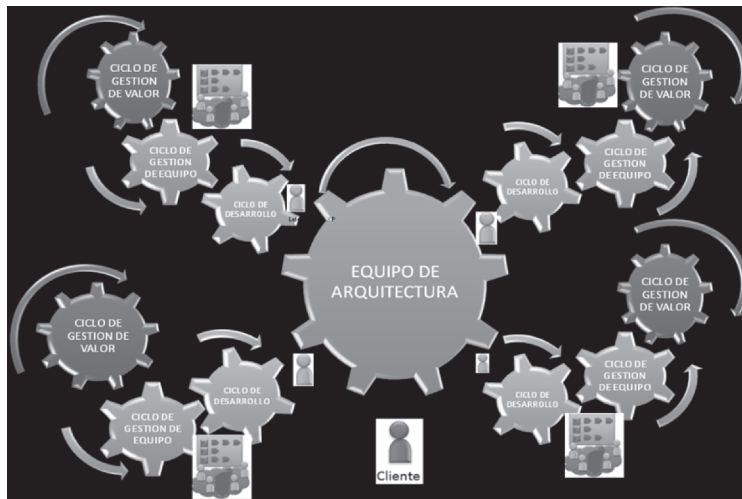 CICLO DE
GESTION
DE VALOR
CICLO DE
GESTION
DE EQUIPO
CICLO DE
DESARROLLO
CICLO DE
GESTION
DE VALOR
CICLO DE
GESTION
DE EQUIPO
CICLO DE
DESARROLLO
EQUIPO DE
ARQUITECTURA
CICLO DE
GESTION DE
VALOR
CICLO DE
DESARROLLO
CICLO DE
GESTION DE
EQUIPO
CICLO DE
GESTION
DE VALOR
CICLO DE
GESTION
DE EQUIPO
CICLO DE
DESARROLLO
Cliente